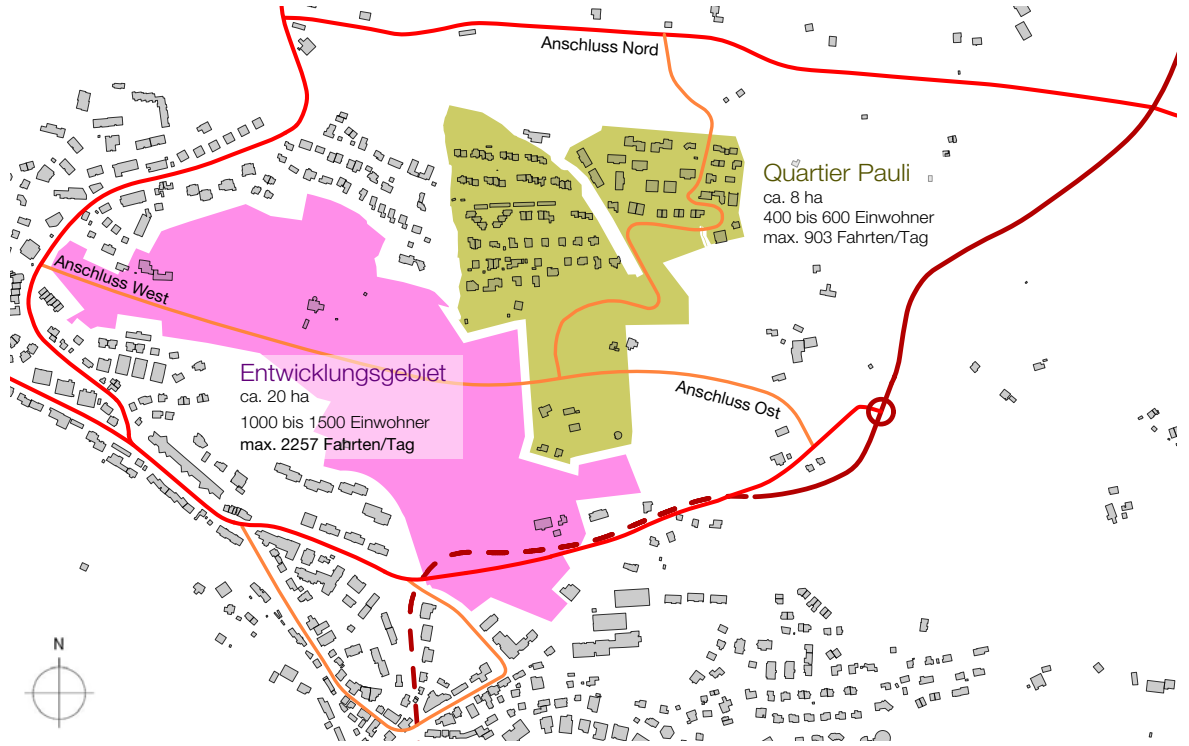 Anschluss Nord
Quartier Pauli
ca. 8 ha
400 bis 600 Einwohner
max. 903 Fahrten/Tag
Anschluss West
Entwicklungsgebiet
ca. 20 ha
1000 bis 1500 Einwohner
max. 2257 Fahrten/Tag
Anschluss Ost
N